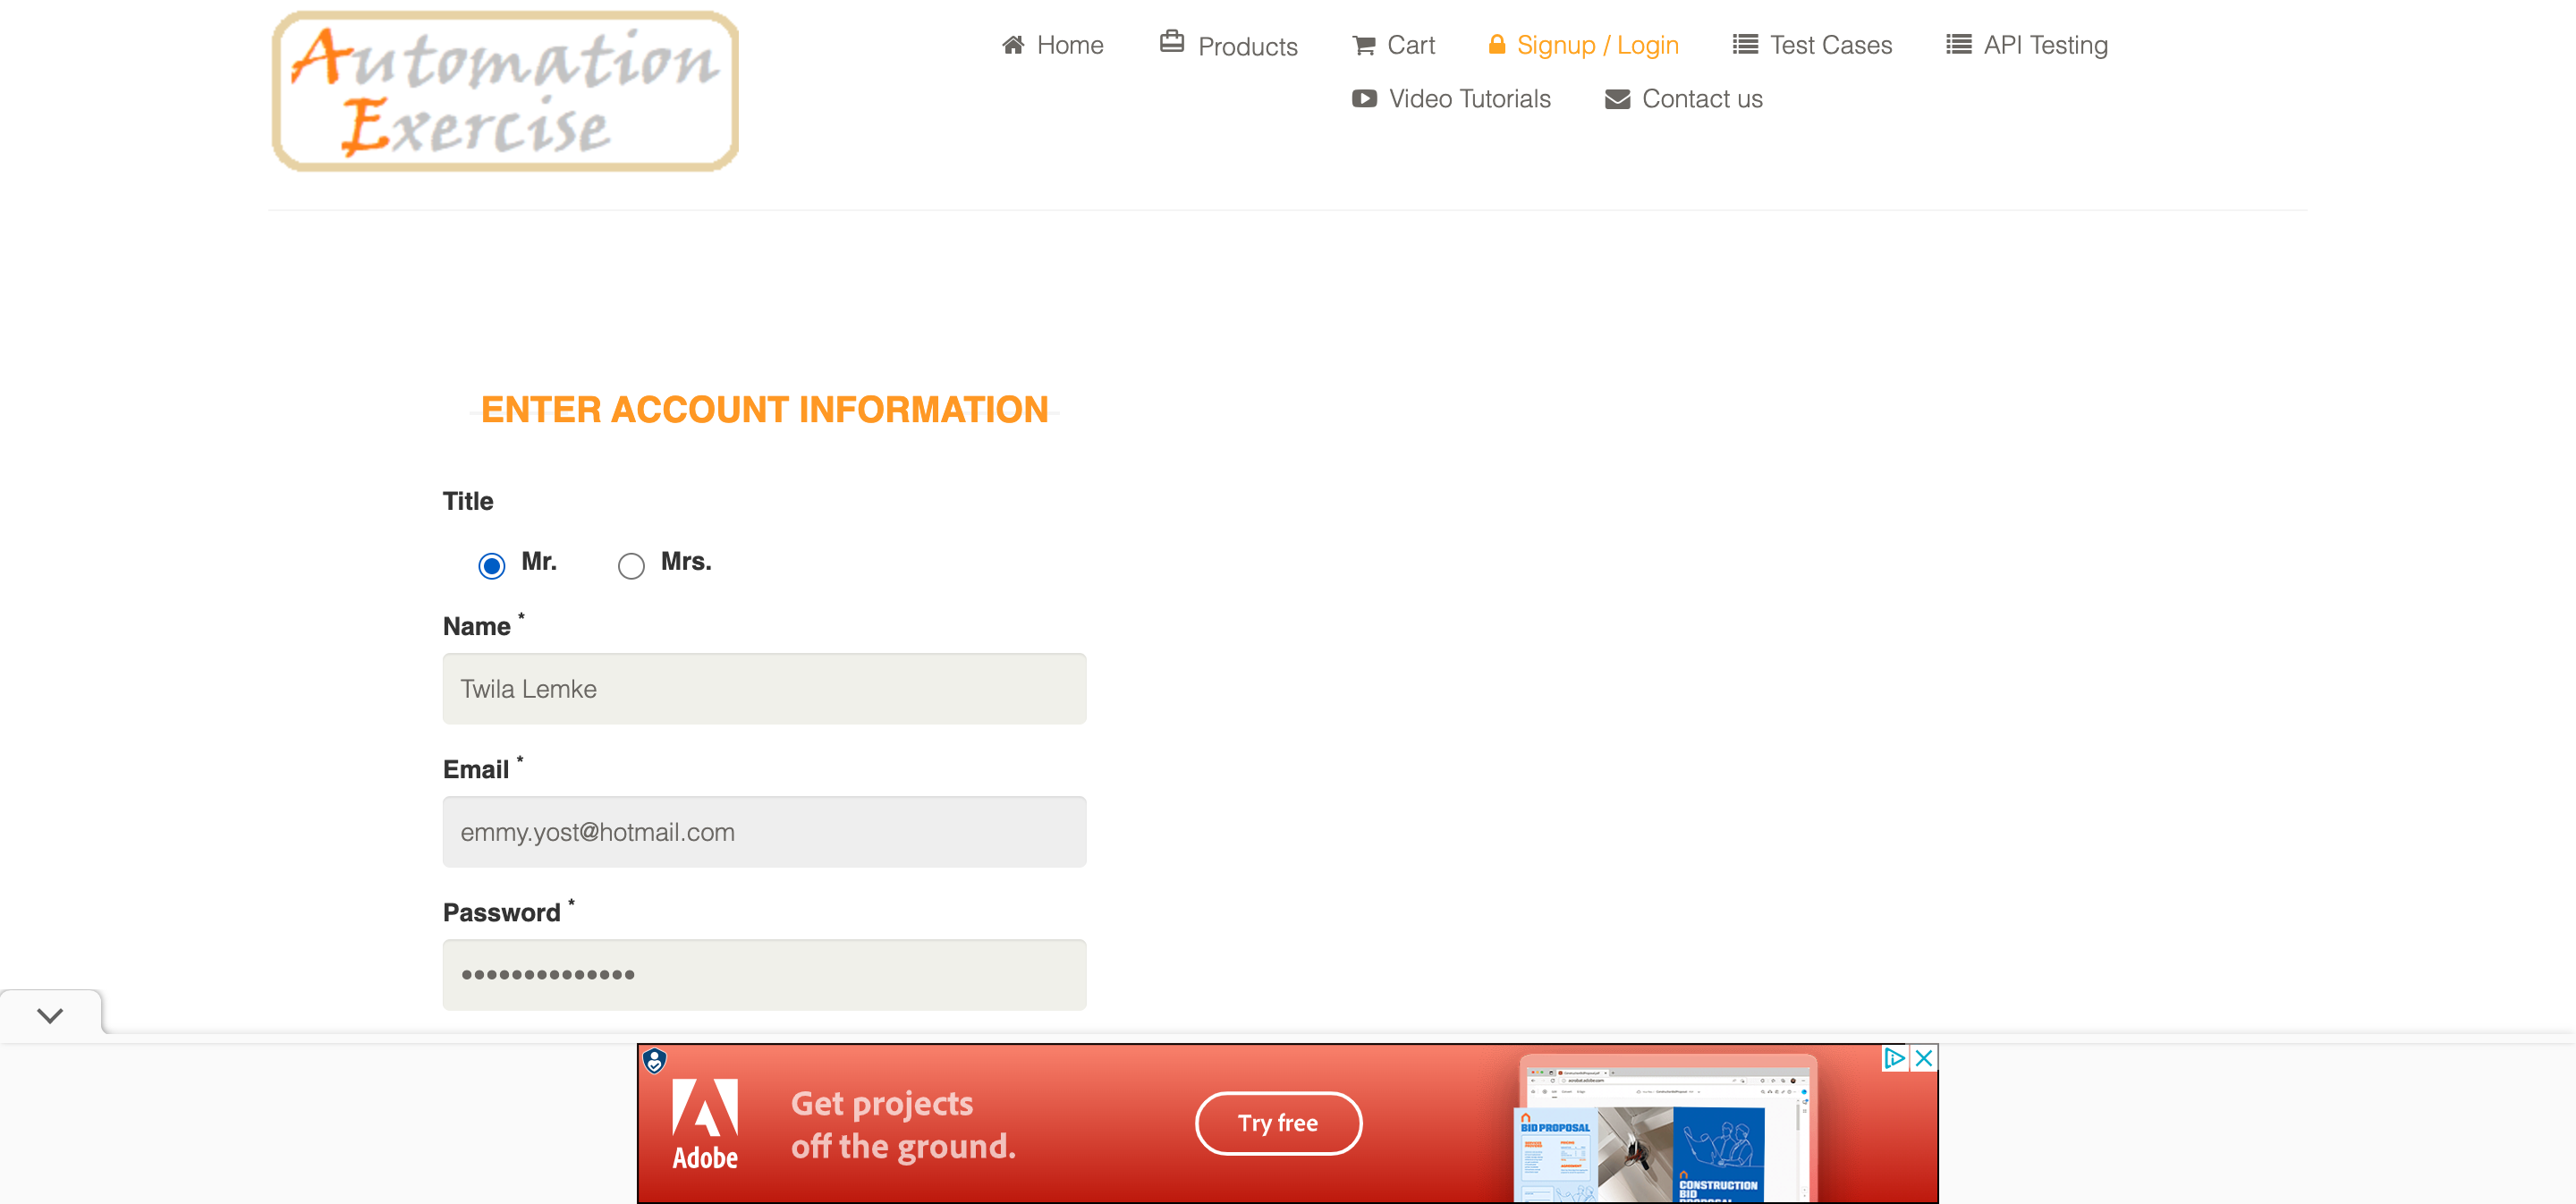 Automation
Exercise
Home
Products
Cart
Signup / Login
Test Cases
API Testing
Video Tutorials
Contact us
ENTER ACCOUNT INFORMATION
Title
Mr.
Mrs.
Name *
Twila Lemke
Email *
emmy.yost@hotmail.com
Password *
••••••••••••••
Adobe
Get projects
off the ground.
Try free
BID PROPOSAL
CONSTRUCTION
BID